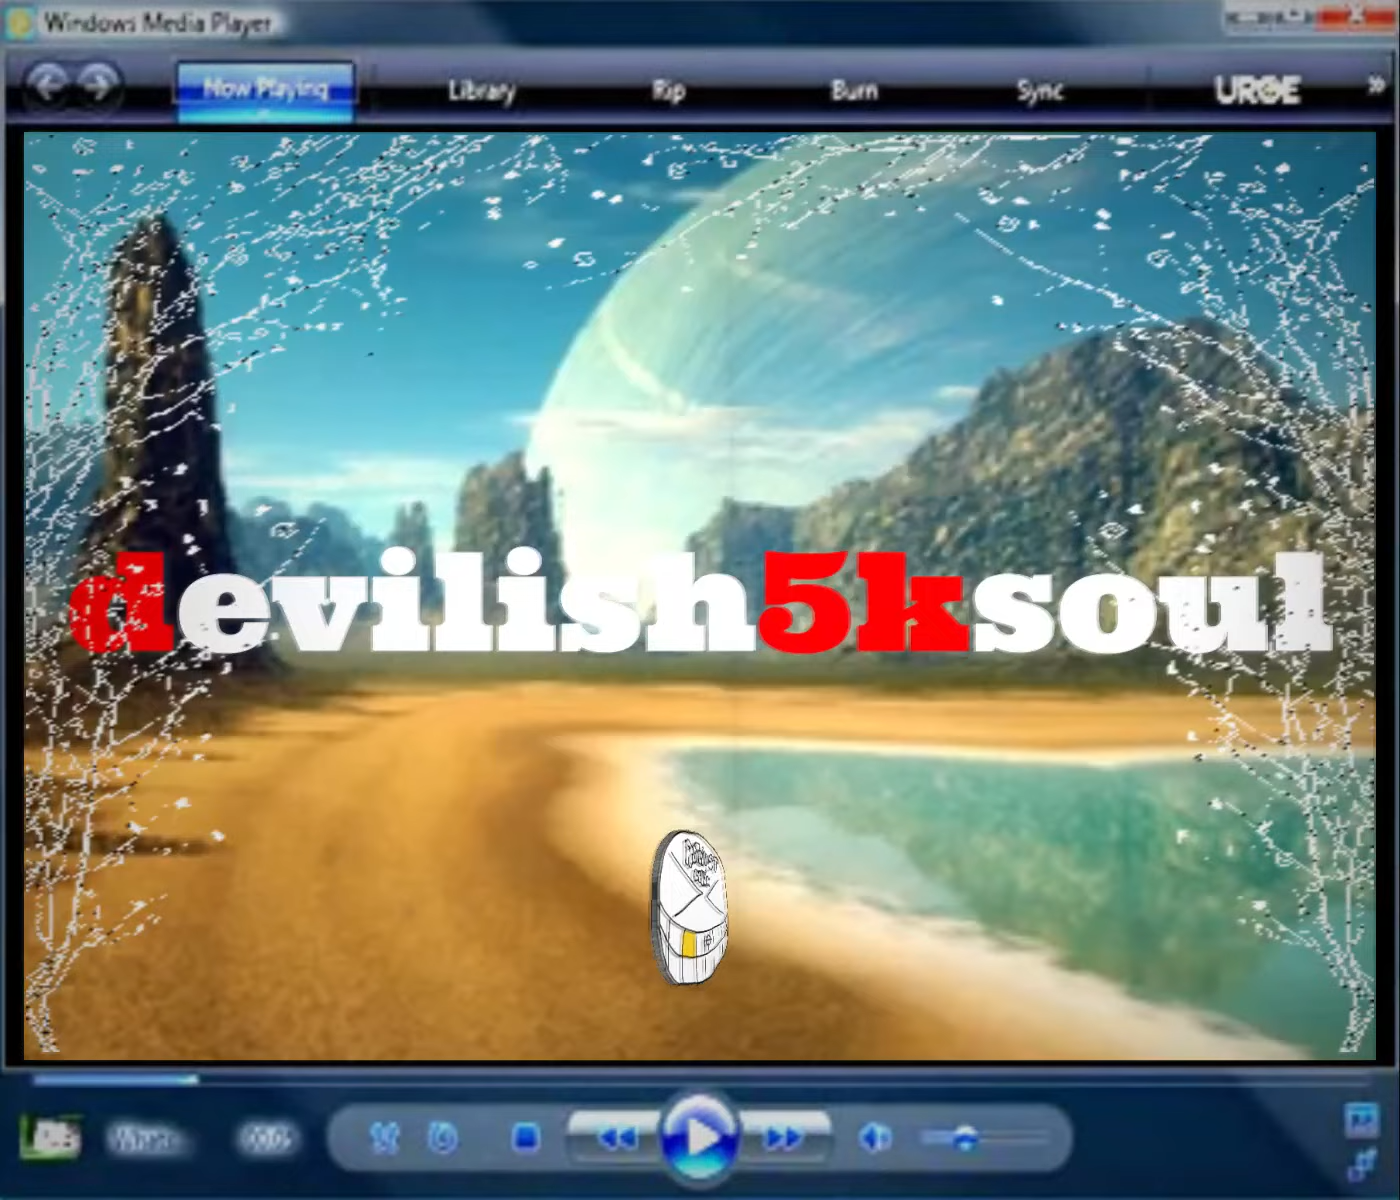 Windows Media Player
Now Playing
Library
Rip
Burn
Sync
URGE
devilish5ksoul